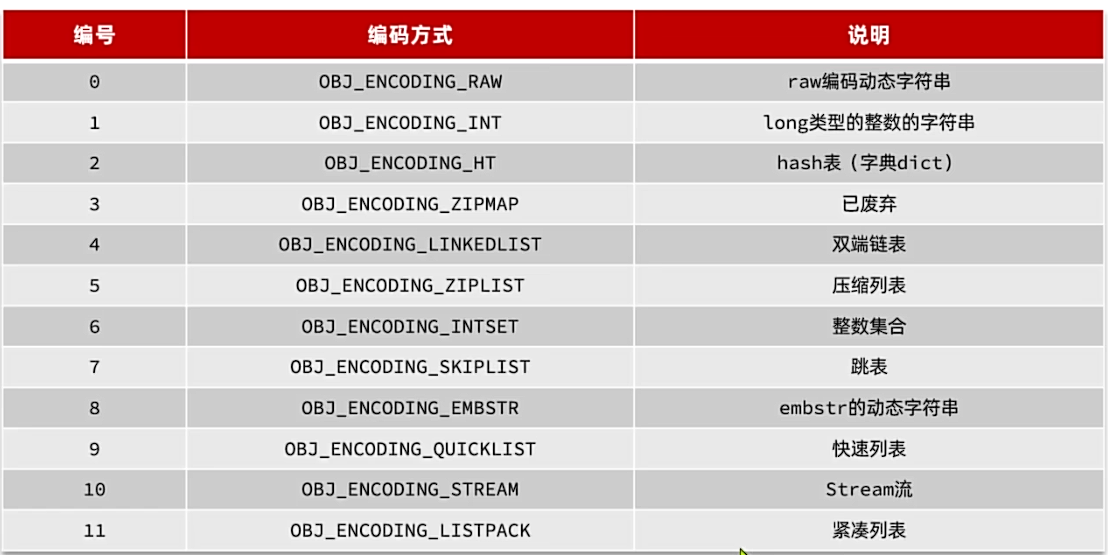 编号 编码方式 说明
0 OBJ_ENCODING_RAW raw编码动态字符串
1 OBJ_ENCODING_INT long类型的整数的字符串
2 OBJ_ENCODING_HT hash表（字典dict）
3 OBJ_ENCODING_ZIPMAP 已废弃
4 OBJ_ENCODING_LINKEDLIST 双端链表
5 OBJ_ENCODING_ZIPLIST 压缩列表
6 OBJ_ENCODING_INTSET 整数集合
7 OBJ_ENCODING_SKIPLIST 跳表
8 OBJ_ENCODING_EMBSTR embstr的动态字符串
9 OBJ_ENCODING_QUICKLIST 快速列表
10 OBJ_ENCODING_STREAM Stream流
11 OBJ_ENCODING_LISTPACK 紧凑列表